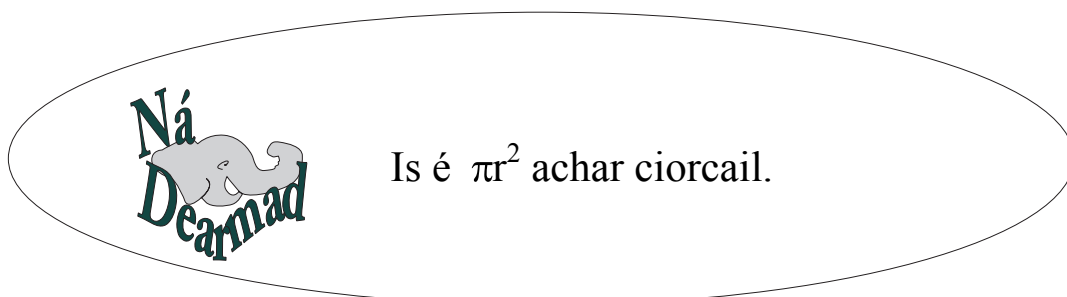 Ná
Dearmad
Is é πr² achar ciorcail.